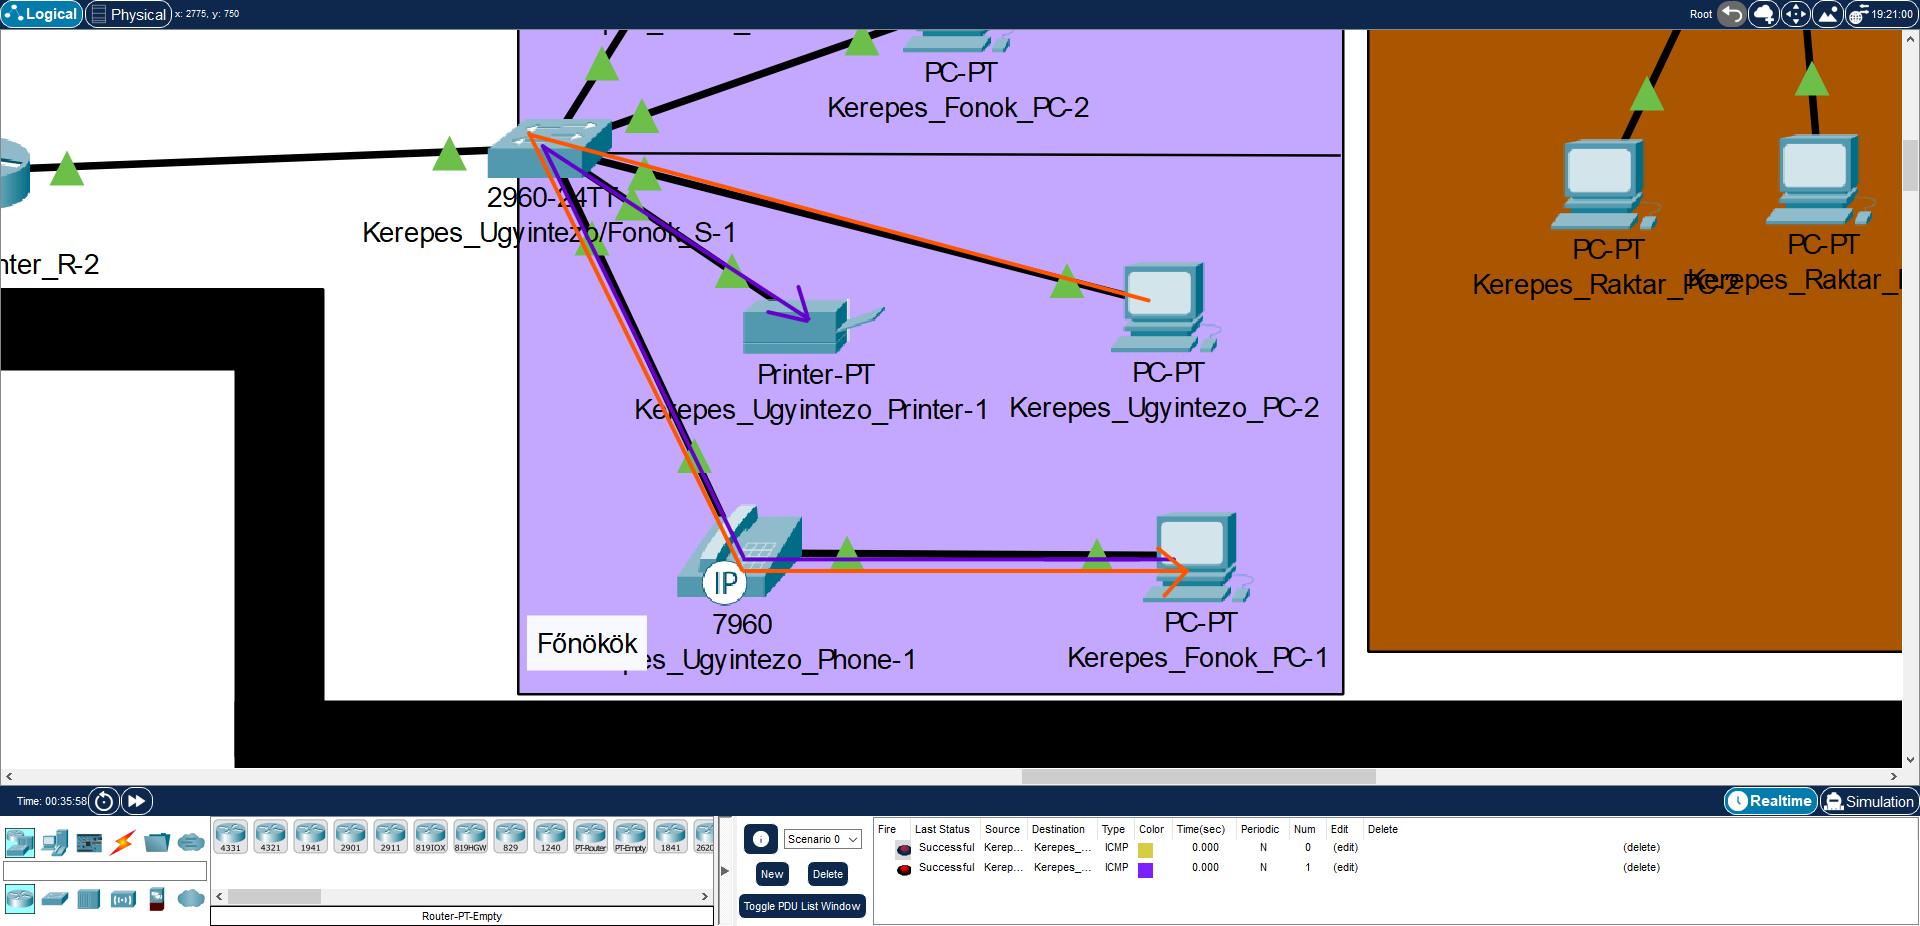 Logical
Physical
x: 2775, y: 750
Root
19:21:00
PC-PT
Kerepes_Fonok_PC-2
2960-24TT
Kerepes_Ugyintezo/Fonok_S-1
nter_R-2
PC-PT
Kerepes_Raktar_PC-2
PC-PT
Kerepes_Raktar_
Printer-PT
Kerepes_Ugyintezo_Printer-1
PC-PT
Kerepes_Ugyintezo_PC-2
IP
7960
pes_Ugyintezo_Phone-1
Főnökök
PC-PT
Kerepes_Fonok_PC-1
Time: 00:35:58
Realtime
Simulation
4331
4321
1941
2901
2911
819IOX
819HGW
829
1240
PT-Router
PT-Empty
1841
2620
Router-PT-Empty
Scenario 0
New
Delete
Toggle PDU List Window
Fire Last Status Source Destination Type Color Time(sec) Periodic Num Edit Delete
Successful Kerep... Kerepes_... ICMP 0.000 N 0 (edit) (delete)
Successful Kerep... Kerepes_... ICMP 0.000 N 1 (edit) (delete)